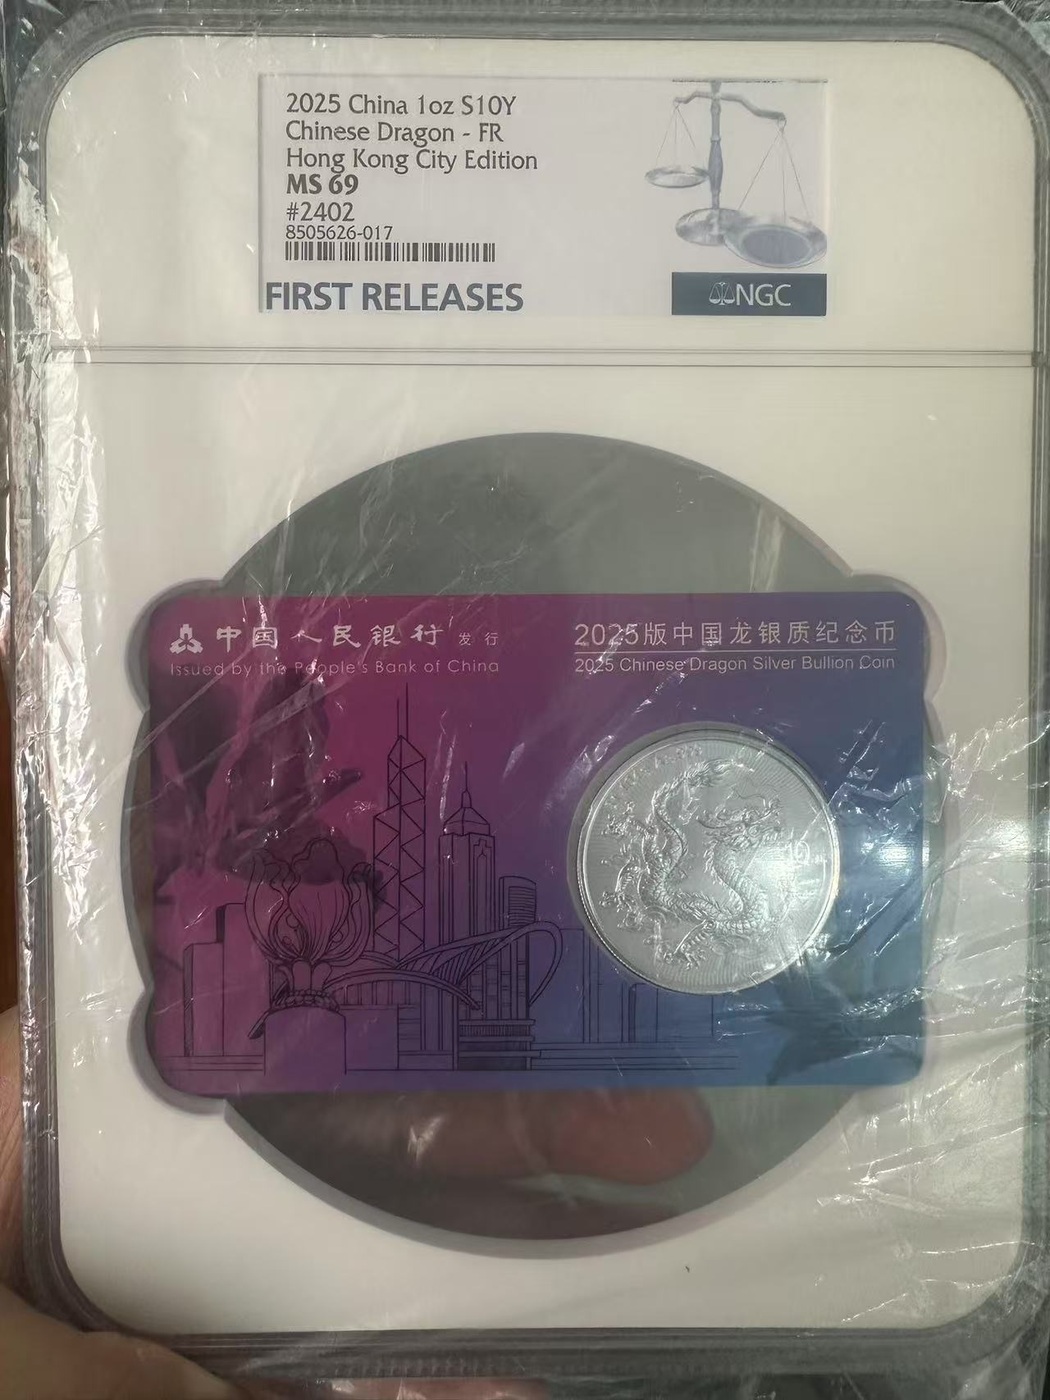 2025 China 1oz S10Y
Chinese Dragon - FR
Hong Kong City Edition
MS 69
#2402
8505626-017
FIRST RELEASES
NGC
中国人民银行 发行
Issued by the People's Bank of China
2025版中国龙银质纪念币
2025 Chinese Dragon Silver Bullion Coin